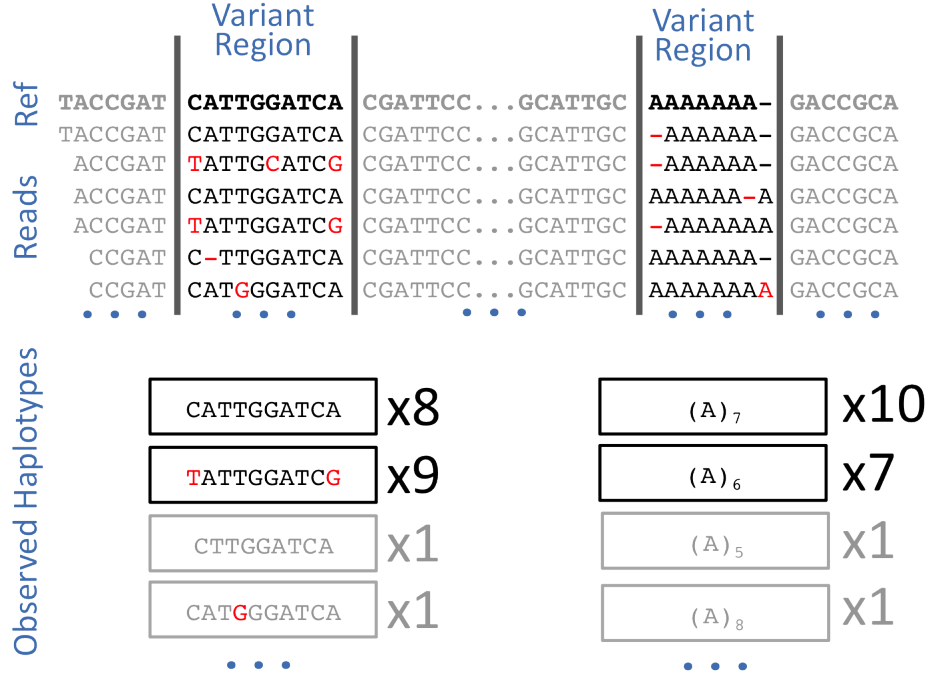 Variant Region Variant Region
Ref TACCGAT CATTGGATCA CGATTCC...GCATTGC AAAAAAA- GACCGCA
Reads
TACCGAT CATTGGATCA CGATTCC...GCATTGC -AAAAAA- GACCGCA
ACCGAT TATTGCATCG CGATTCC...GCATTGC -AAAAAA- GACCGCA
ACCGAT CATTGGATCA CGATTCC...GCATTGC AAAAAA-A GACCGCA
ACCGAT TATTGGATCG CGATTCC...GCATTGC -AAAAAAA GACCGCA
CCGAT C-TTGGATCA CGATTCC...GCATTGC AAAAAAA- GACCGCA
CCGAT CATGGGATCA CGATTCC...GCATTGC AAAAAAAA GACCGCA
... ... ... ... ...
Observed Haplotypes
CATTGGATCA x8 (A)₇ x10
TATTGGATCG x9 (A)₆ x7
CTTGGATCA x1 (A)₅ x1
CATGGGATCA x1 (A)₈ x1
... ...